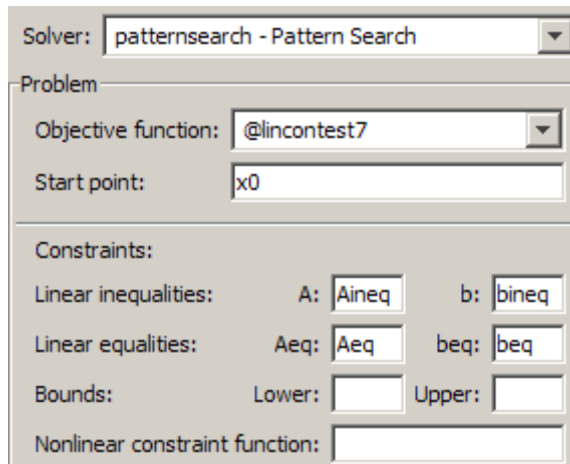 Solver: patternsearch - Pattern Search
Problem
Objective function: @lincontest7
Start point: x0
Constraints:
Linear inequalities: A: Aineq b: bineq
Linear equalities: Aeq: Aeq beq: beq
Bounds: Lower: Upper:
Nonlinear constraint function: